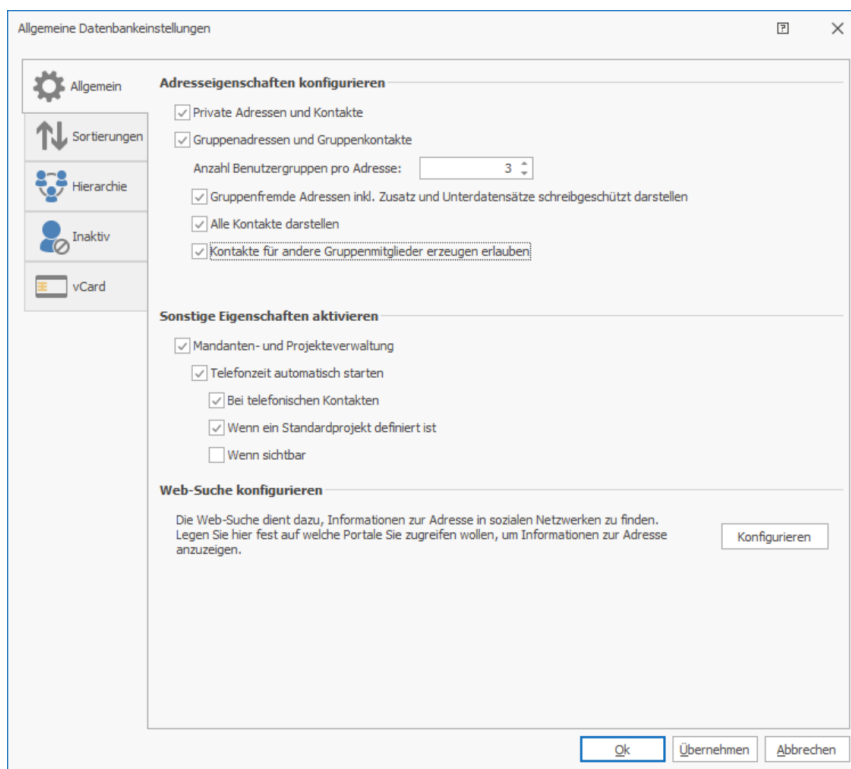 Allgemeine Datenbankeinstellungen
Allgemein
Sortierungen
Hierarchie
Inaktiv
vCard
Adresseigenschaften konfigurieren
Private Adressen und Kontakte
Gruppenadressen und Gruppenkontakte
Anzahl Benutzergruppen pro Adresse: 3
Gruppenfremde Adressen inkl. Zusatz und Unterdatensätze schreibgeschützt darstellen
Alle Kontakte darstellen
Kontakte für andere Gruppenmitglieder erzeugen erlauben
Sonstige Eigenschaften aktivieren
Mandanten- und Projekteverwaltung
Telefonzeit automatisch starten
Bei telefonischen Kontakten
Wenn ein Standardprojekt definiert ist
Wenn sichtbar
Web-Suche konfigurieren
Die Web-Suche dient dazu, Informationen zur Adresse in sozialen Netzwerken zu finden.
Legen Sie hier fest auf welche Portale Sie zugreifen wollen, um Informationen zur Adresse
anzuzeigen.
Konfigurieren
Ok Übernehmen Abbrechen